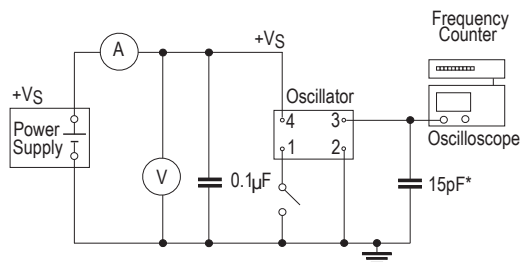 Frequency
Counter
+VS
A
+VS
Oscillator
Power
Supply
4
3
1
2
Oscilloscope
V
0.1µF
15pF*